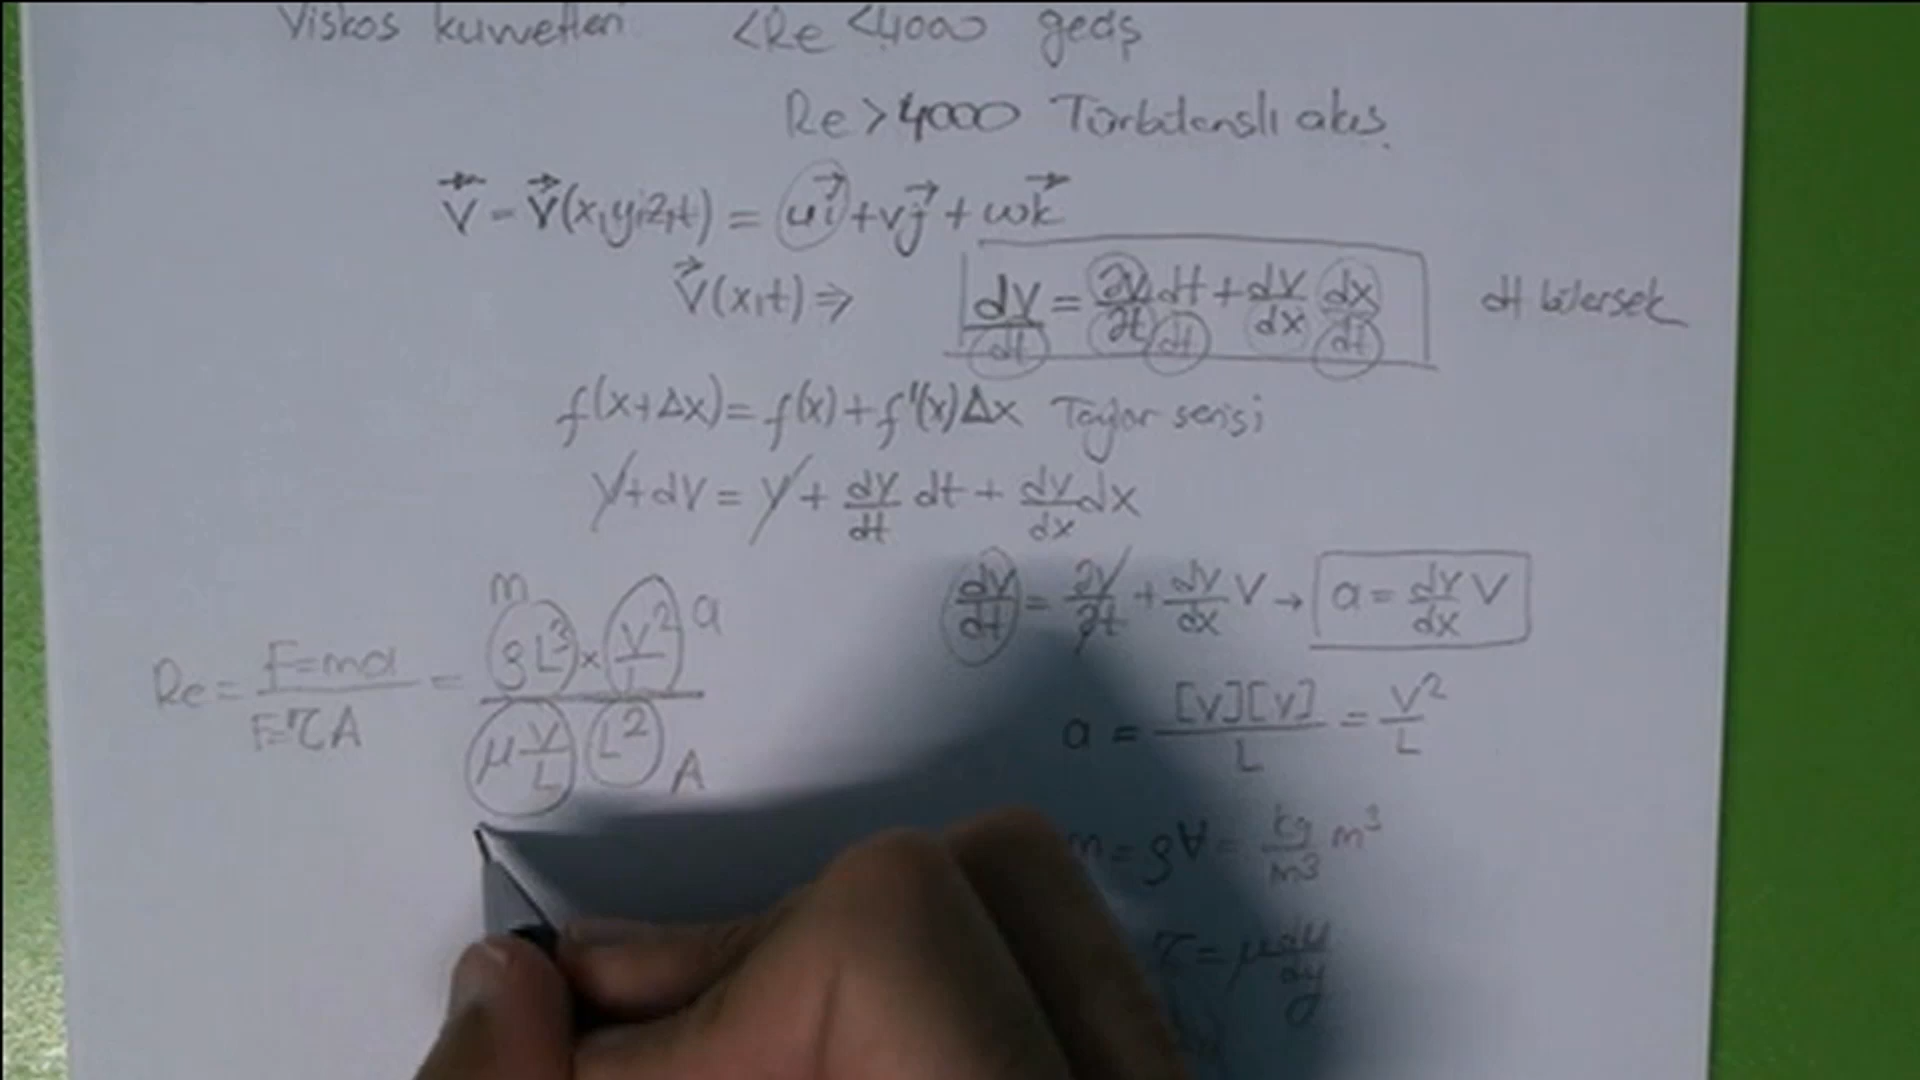 Viskos kuvvetleri <Re<4000 geçiş
Re>4000 Türbülanslı akış.
V⃗ = V⃗(x,y,z,t) = ui⃗+vj⃗+wk⃗
V⃗(x,t) ⇒ dV/dt = ∂V/∂t dt/dt + dV/dx dx/dt dt bölersek
f(x+Δx)=f(x)+f'(x)Δx Taylor serisi
V+dV = V + dV/dt dt + dV/dx dx
dV/dt = ∂V/∂t + dV/dx V → a = dV/dx V
Re = F=ma / F=τA = m ρL³ x V²/L a / μ V/L L² A
a = [V][V]/L = V²/L
m = ρV = kg/m³ m³
τ = μ du/dy